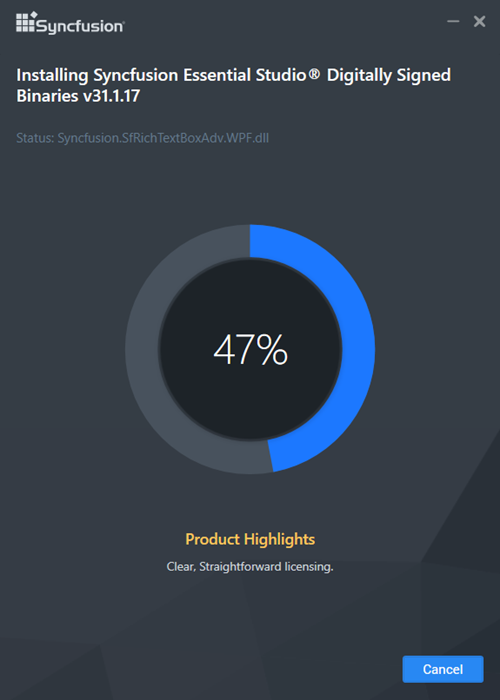 Syncfusion®
Installing Syncfusion Essential Studio® Digitally Signed
Binaries v31.1.17
Status: Syncfusion.SfRichTextBoxAdv.WPF.dll
47%
Product Highlights
Clear, Straightforward licensing.
Cancel